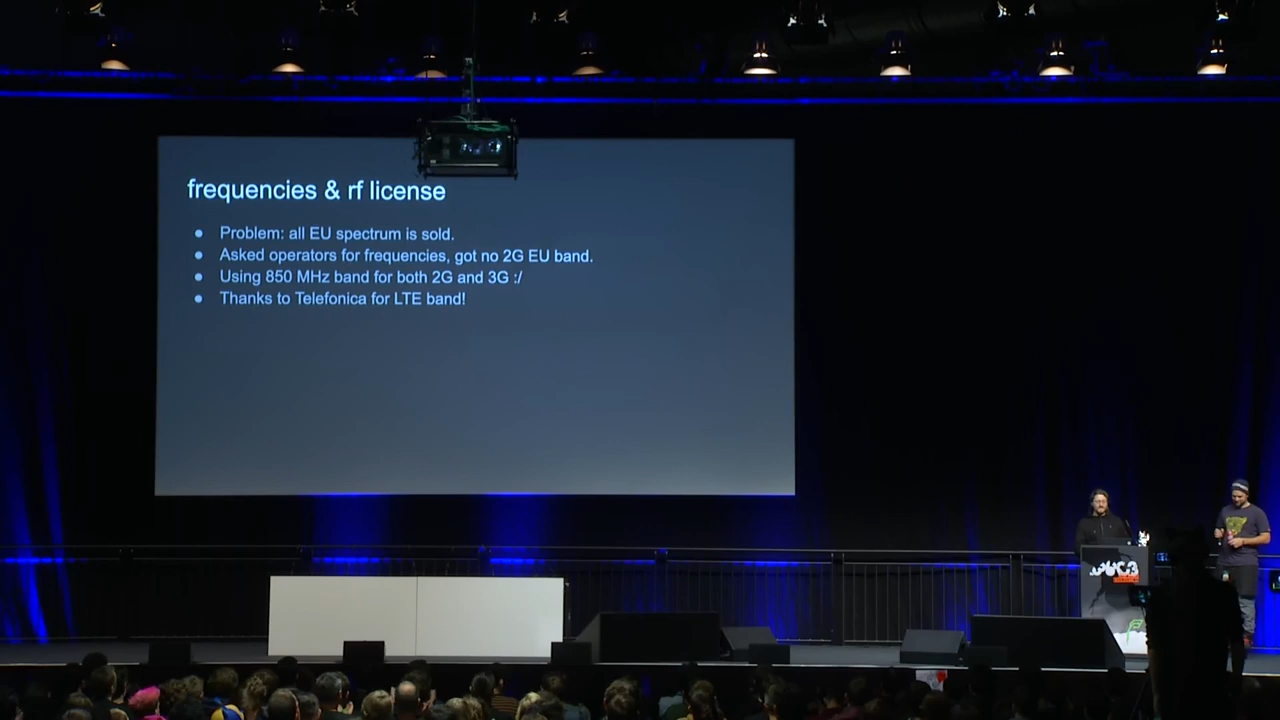 frequencies & rf license
● Problem: all EU spectrum is sold.
● Asked operators for frequencies, got no 2G EU band.
● Using 850 MHz band for both 2G and 3G :/
● Thanks to Telefonica for LTE band!